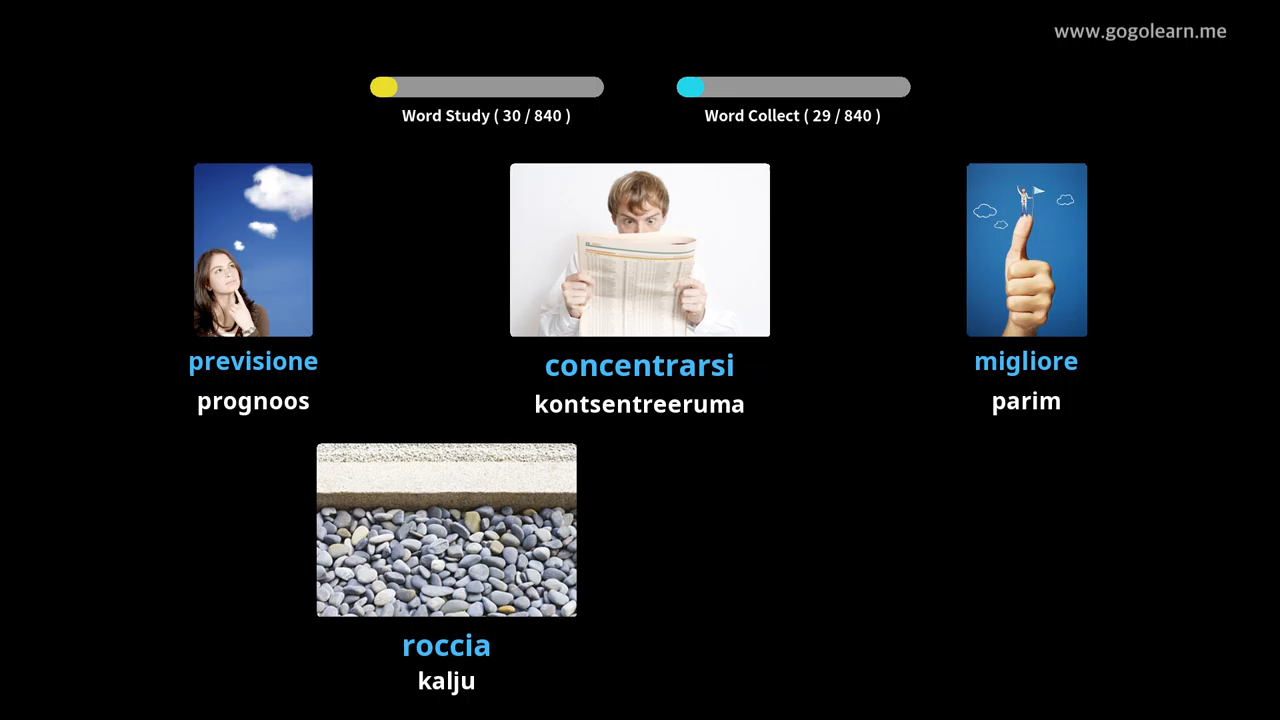 www.gogolearn.me
Word Study ( 30 / 840 )
Word Collect ( 29 / 840 )
previsione
prognoos
concentrarsi
kontsentreeruma
migliore
parim
roccia
kalju